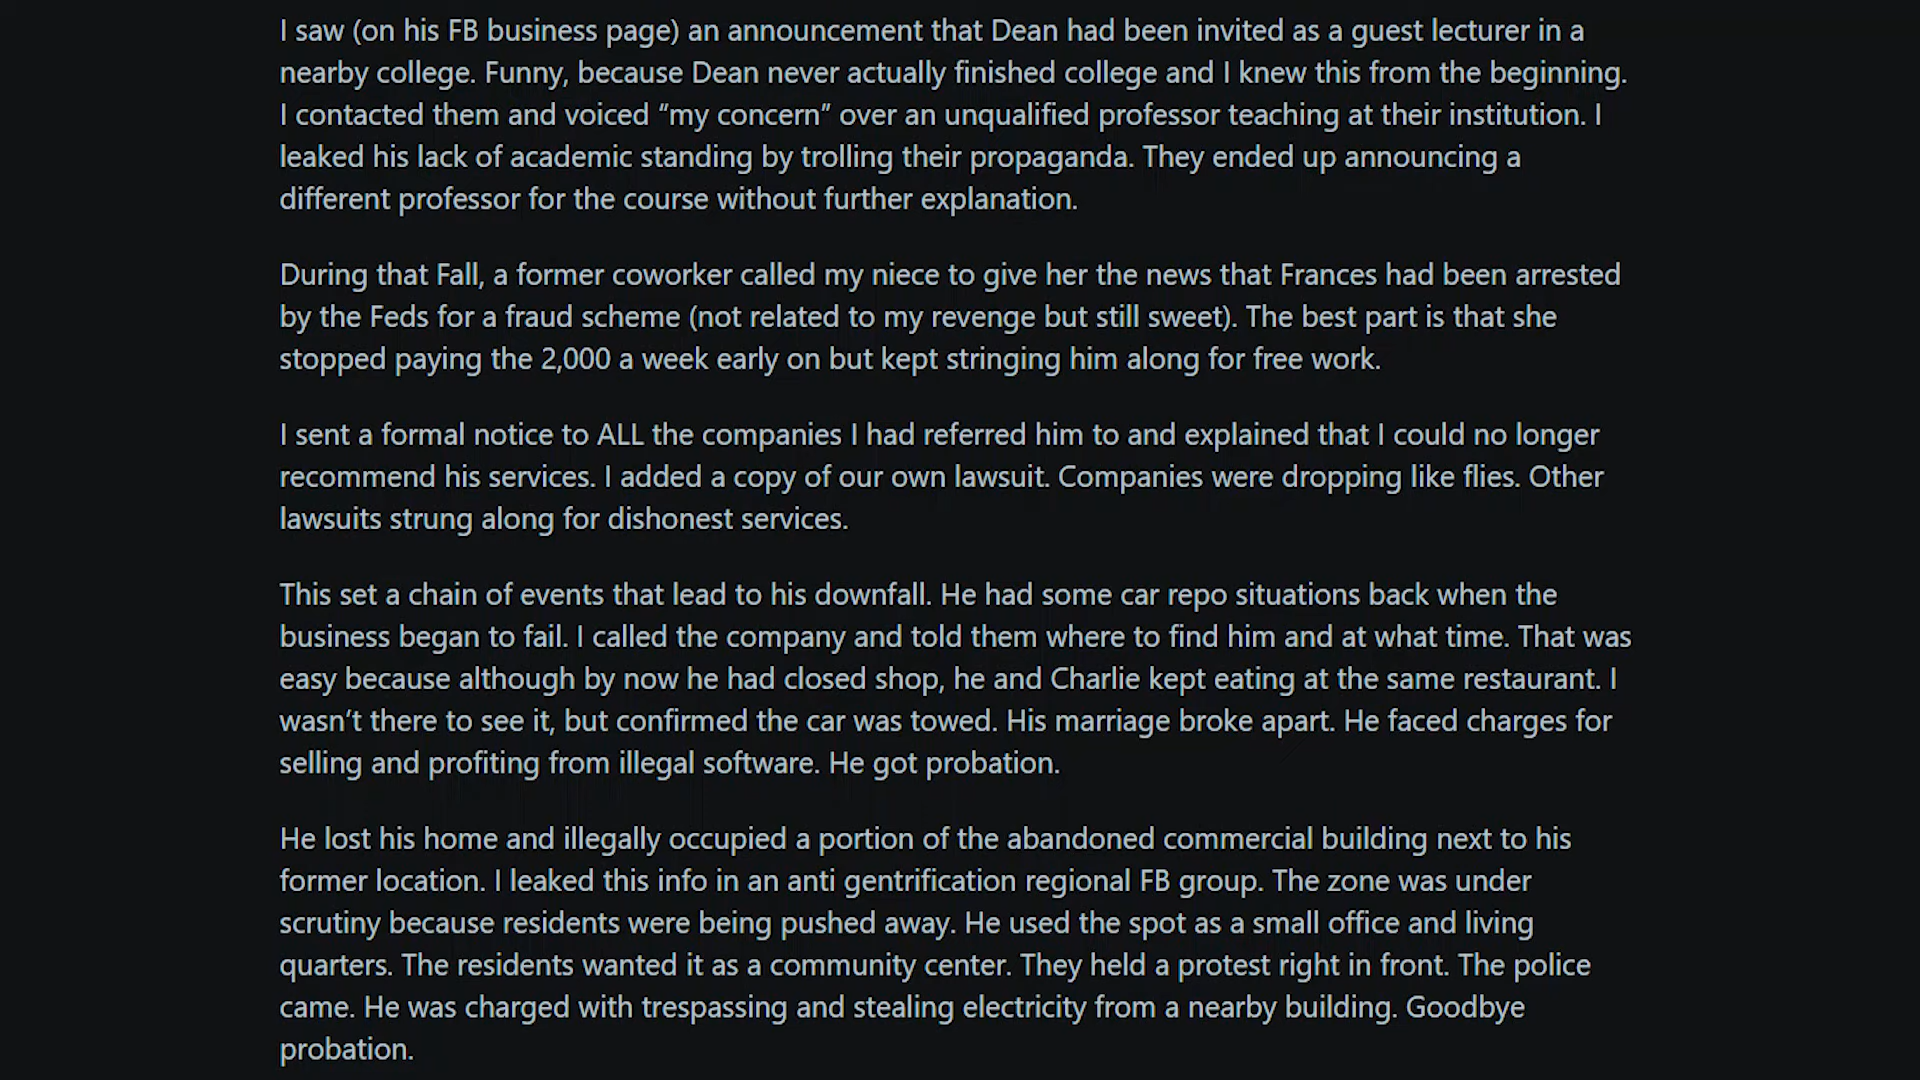 I saw (on his FB business page) an announcement that Dean had been invited as a guest lecturer in a
nearby college. Funny, because Dean never actually finished college and I knew this from the beginning.
I contacted them and voiced “my concern” over an unqualified professor teaching at their institution. I
leaked his lack of academic standing by trolling their propaganda. They ended up announcing a
different professor for the course without further explanation.
During that Fall, a former coworker called my niece to give her the news that Frances had been arrested
by the Feds for a fraud scheme (not related to my revenge but still sweet). The best part is that she
stopped paying the 2,000 a week early on but kept stringing him along for free work.
I sent a formal notice to ALL the companies I had referred him to and explained that I could no longer
recommend his services. I added a copy of our own lawsuit. Companies were dropping like flies. Other
lawsuits strung along for dishonest services.
This set a chain of events that lead to his downfall. He had some car repo situations back when the
business began to fail. I called the company and told them where to find him and at what time. That was
easy because although by now he had closed shop, he and Charlie kept eating at the same restaurant. I
wasn’t there to see it, but confirmed the car was towed. His marriage broke apart. He faced charges for
selling and profiting from illegal software. He got probation.
He lost his home and illegally occupied a portion of the abandoned commercial building next to his
former location. I leaked this info in an anti gentrification regional FB group. The zone was under
scrutiny because residents were being pushed away. He used the spot as a small office and living
quarters. The residents wanted it as a community center. They held a protest right in front. The police
came. He was charged with trespassing and stealing electricity from a nearby building. Goodbye
probation.